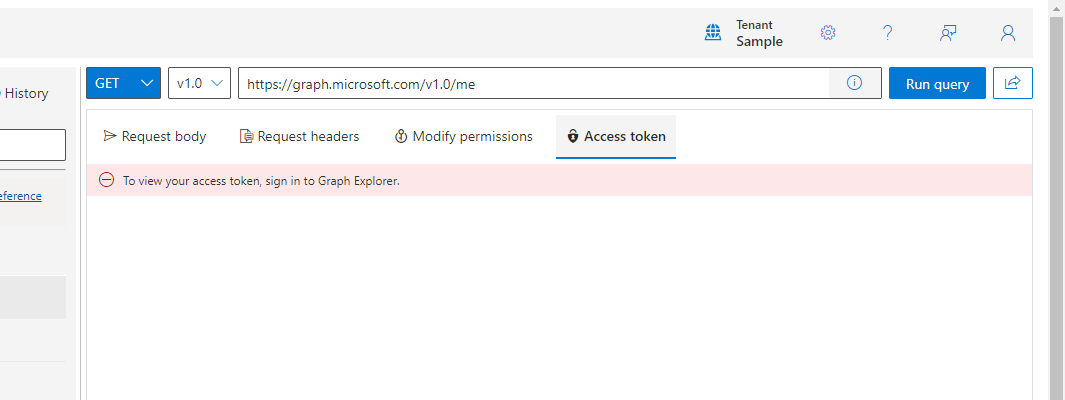 Tenant
Sample
History
GET
v1.0
https://graph.microsoft.com/v1.0/me
Run query
Request body
Request headers
Modify permissions
Access token
To view your access token, sign in to Graph Explorer.
eference